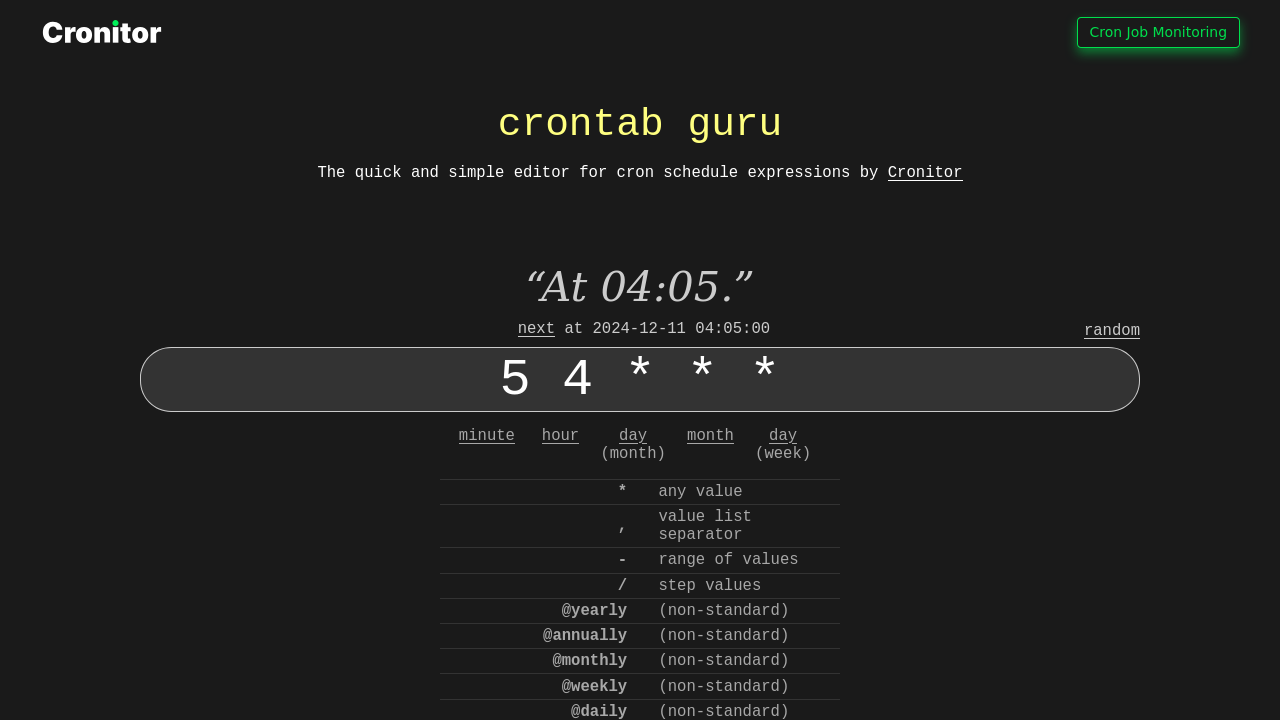 Cronitor
Cron Job Monitoring
crontab guru
The quick and simple editor for cron schedule expressions by Cronitor
“At 04:05.”
next at 2024-12-11 04:05:00
random
5 4 * * *
minute hour day (month) month day (week)
* any value
, value list separator
- range of values
/ step values
@yearly (non-standard)
@annually (non-standard)
@monthly (non-standard)
@weekly (non-standard)
@daily (non-standard)